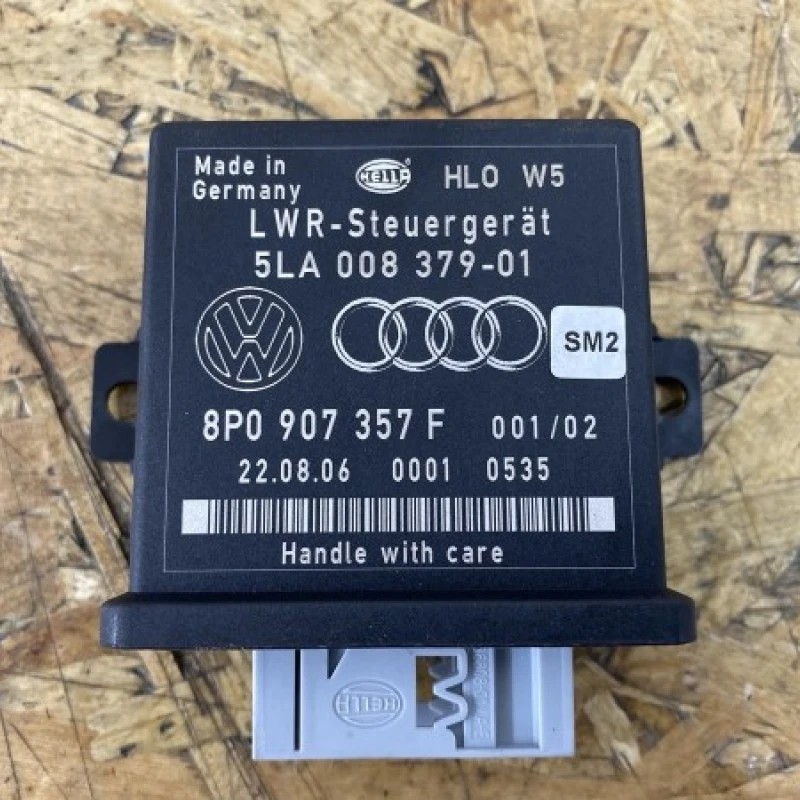 Made in
Germany
HELLA
HLO W5
LWR-Steuergerät
5LA 008 379-01
SM2
8P0 907 357 F 001/02
22.08.06 0001 0535
Handle with care
HELLA